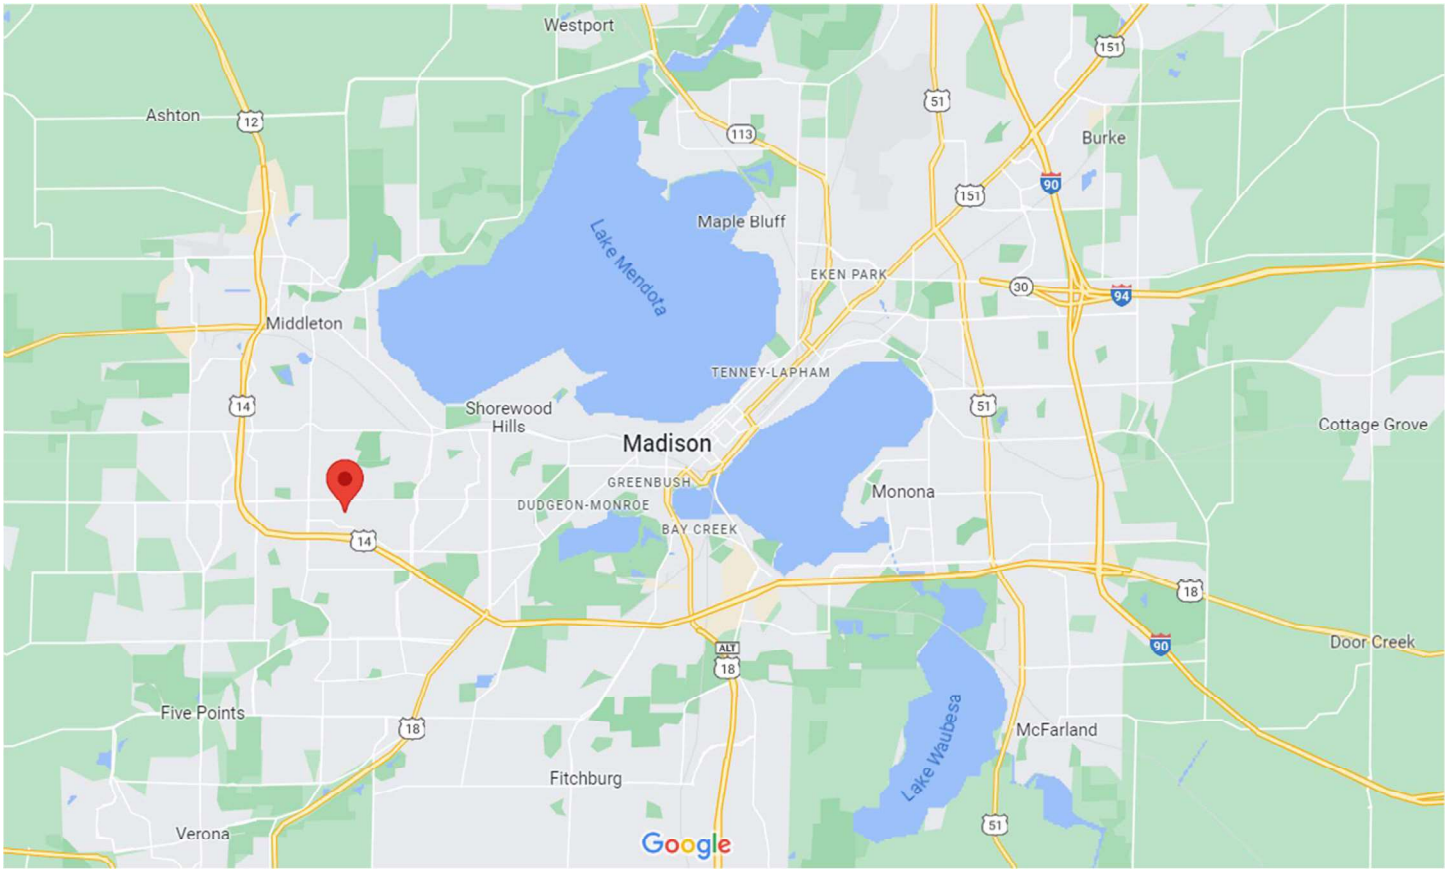 Westport
151
51
Ashton
12
113
Burke
90
151
Maple Bluff
Lake Mendota
EKEN PARK
30
94
Middleton
TENNEY-LAPHAM
14
51
Shorewood
Hills
Cottage Grove
Madison
GREENBUSH
Monona
DUDGEON-MONROE
BAY CREEK
14
18
Door Creek
90
ALT
18
Five Points
18
McFarland
Lake Waubesa
Fitchburg
51
Verona
Google